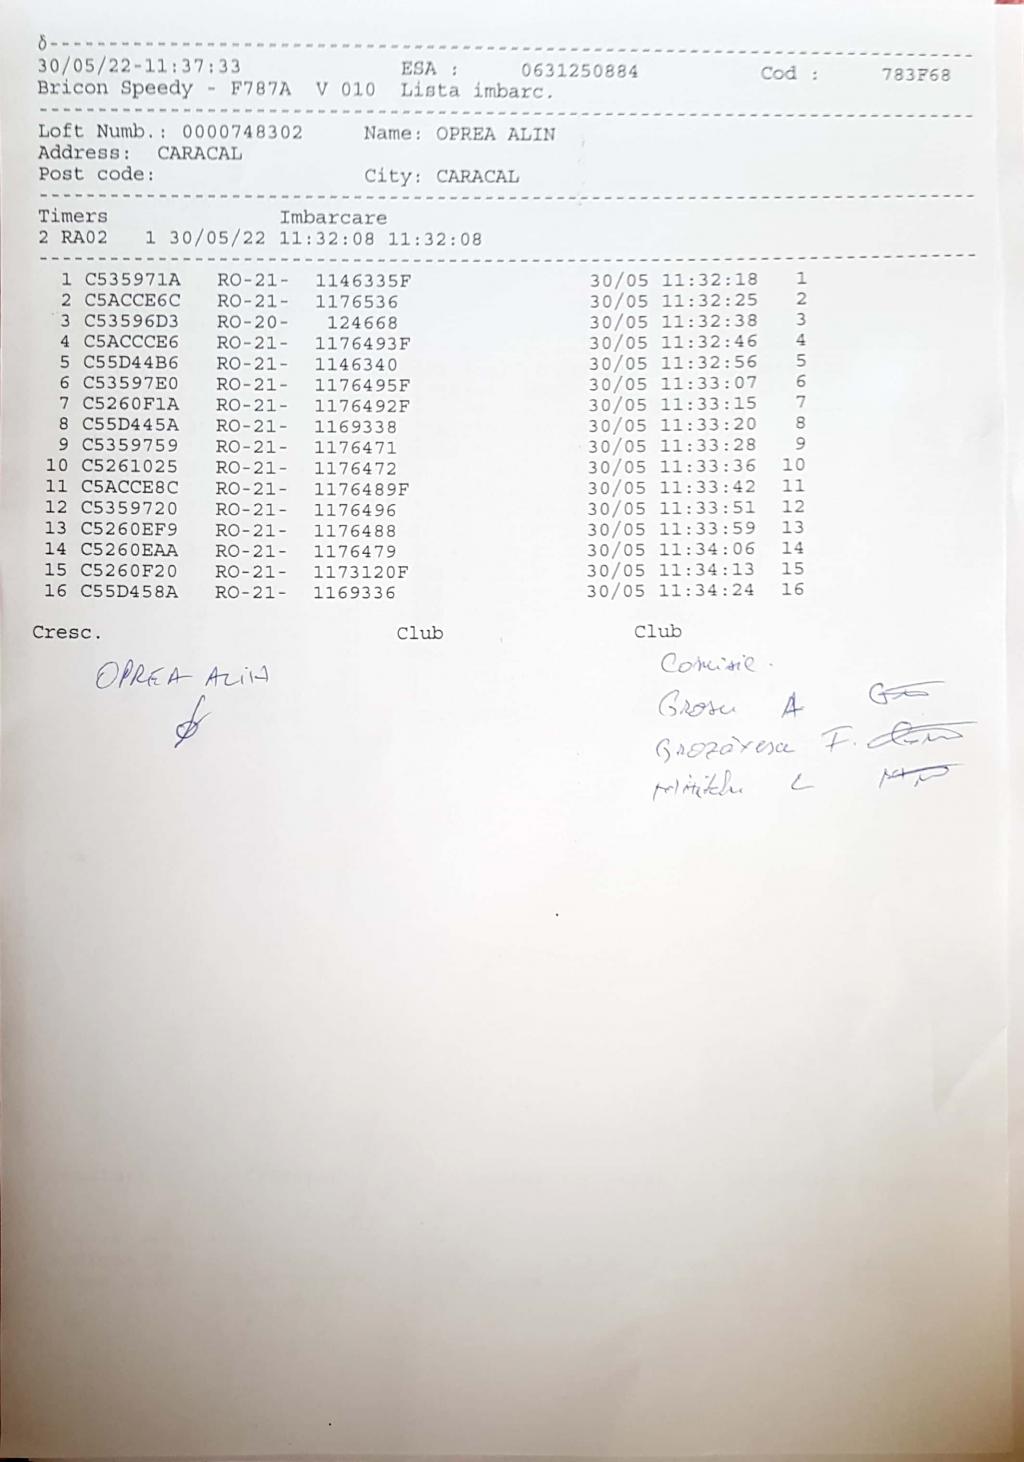 δ--------------------------------------------------------------------------------
30/05/22-11:37:33 ESA : 0631250884 Cod : 783F68
Bricon Speedy - F787A V 010 Lista imbarc.
--------------------------------------------------------------------------------
Loft Numb.: 0000748302 Name: OPREA ALIN
Address: CARACAL
Post code: City: CARACAL
--------------------------------------------------------------------------------
Timers Imbarcare
2 RA02 1 30/05/22 11:32:08 11:32:08
--------------------------------------------------------------------------------
1 C535971A RO-21- 1146335F 30/05 11:32:18 1
2 C5ACCE6C RO-21- 1176536 30/05 11:32:25 2
3 C53596D3 RO-20- 124668 30/05 11:32:38 3
4 C5ACCCE6 RO-21- 1176493F 30/05 11:32:46 4
5 C55D44B6 RO-21- 1146340 30/05 11:32:56 5
6 C53597E0 RO-21- 1176495F 30/05 11:33:07 6
7 C5260F1A RO-21- 1176492F 30/05 11:33:15 7
8 C55D445A RO-21- 1169338 30/05 11:33:20 8
9 C5359759 RO-21- 1176471 30/05 11:33:28 9
10 C5261025 RO-21- 1176472 30/05 11:33:36 10
11 C5ACCE8C RO-21- 1176489F 30/05 11:33:42 11
12 C5359720 RO-21- 1176496 30/05 11:33:51 12
13 C5260EF9 RO-21- 1176488 30/05 11:33:59 13
14 C5260EAA RO-21- 1176479 30/05 11:34:06 14
15 C5260F20 RO-21- 1173120F 30/05 11:34:13 15
16 C55D458A RO-21- 1169336 30/05 11:34:24 16
Cresc. Club Club
OPREA ALIN
Comisie.
Grosu A
Grozăvescu F.
L